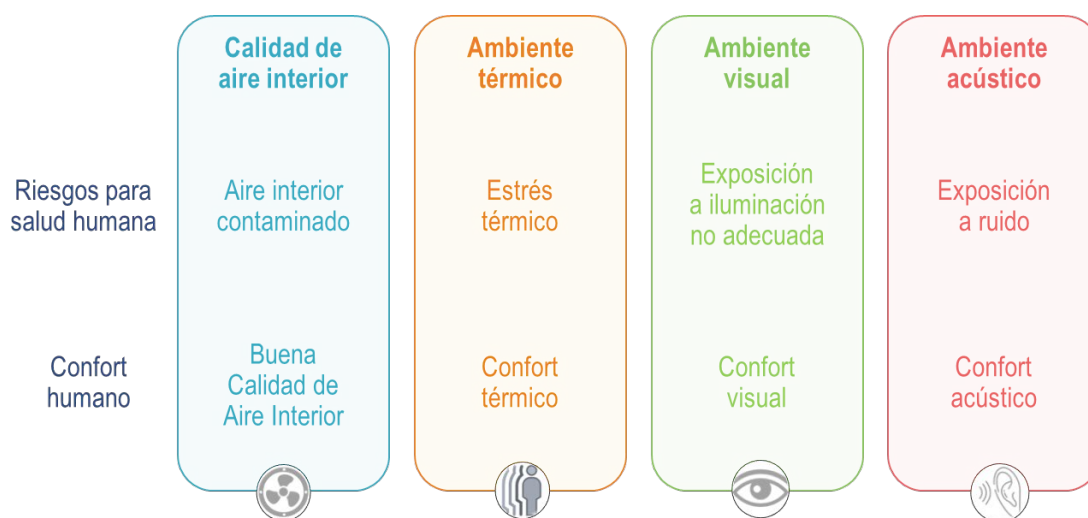 Calidad de
aire interior
Ambiente
térmico
Ambiente
visual
Ambiente
acústico
Riesgos para
salud humana
Aire interior
contaminado
Estrés
térmico
Exposición
a iluminación
no adecuada
Exposición
a ruido
Confort
humano
Buena
Calidad de
Aire Interior
Confort
térmico
Confort
visual
Confort
acústico